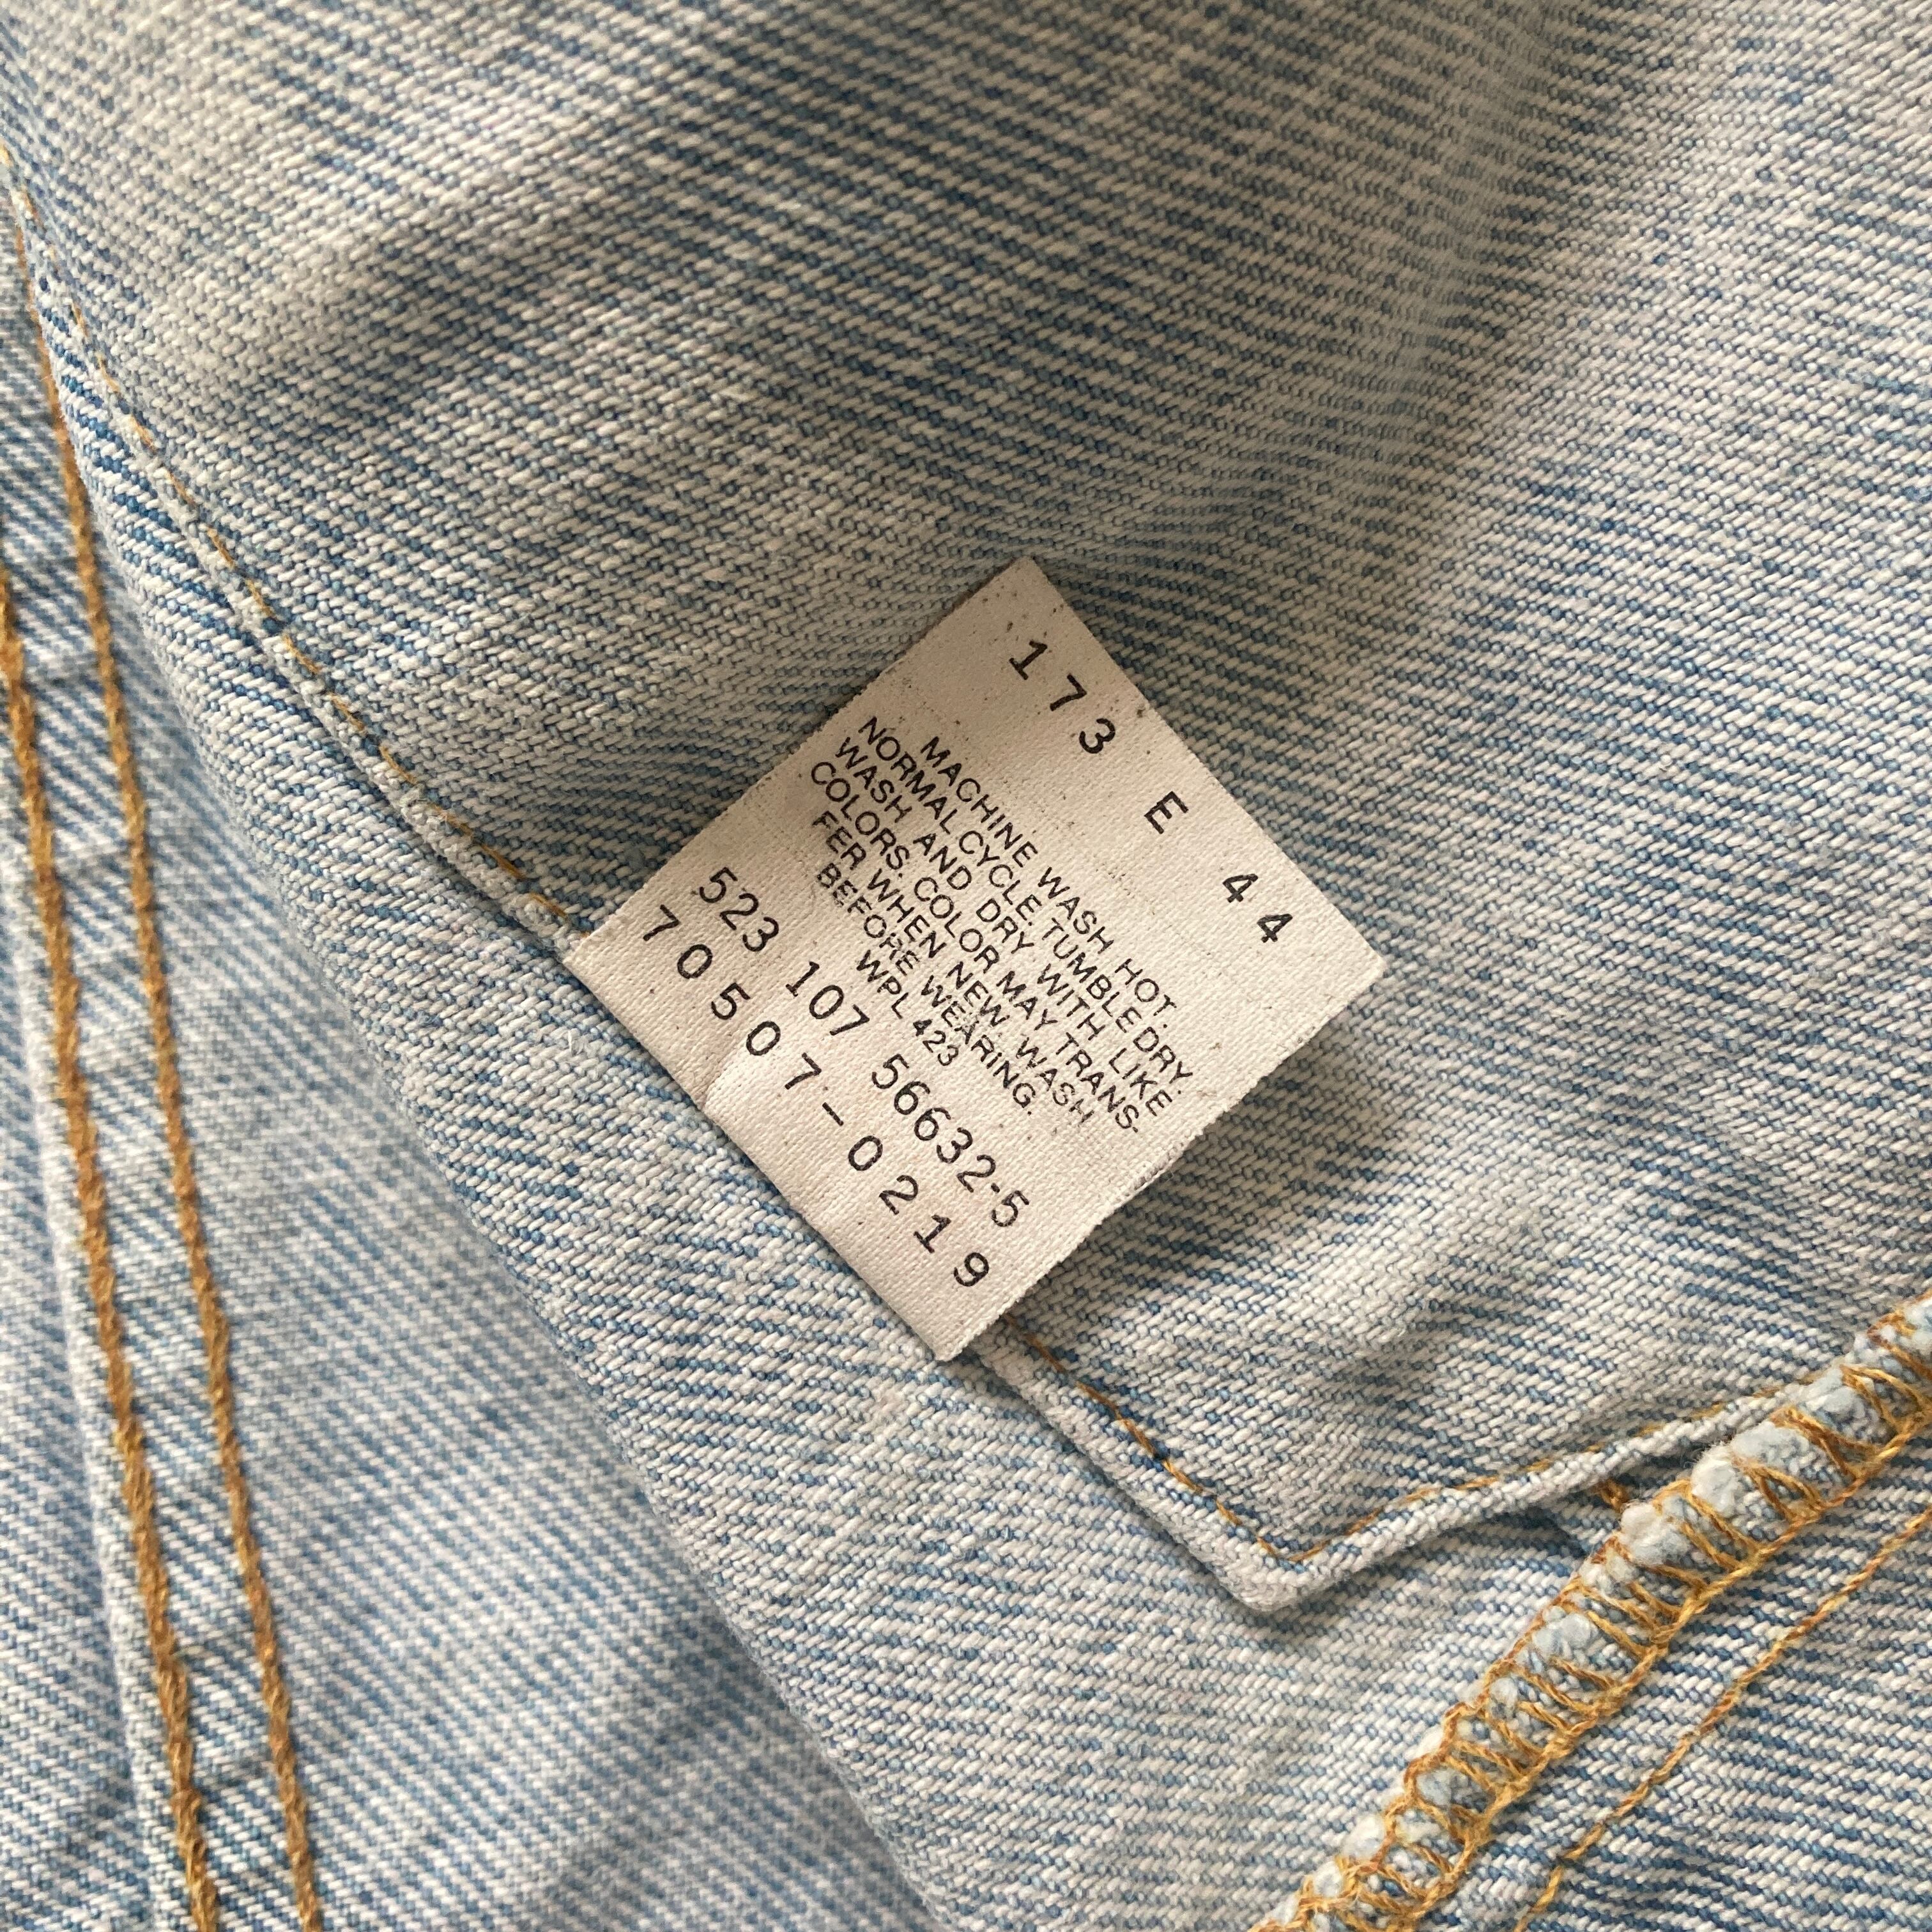 173 E 44
MACHINE WASH HOT.
NORMAL CYCLE. TUMBLE DRY.
WASH AND DRY WITH LIKE
COLORS. COLOR MAY TRANS-
FER WHEN NEW. WASH
BEFORE WEARING.
WPL 423
523 107 56632-5
70507-0219